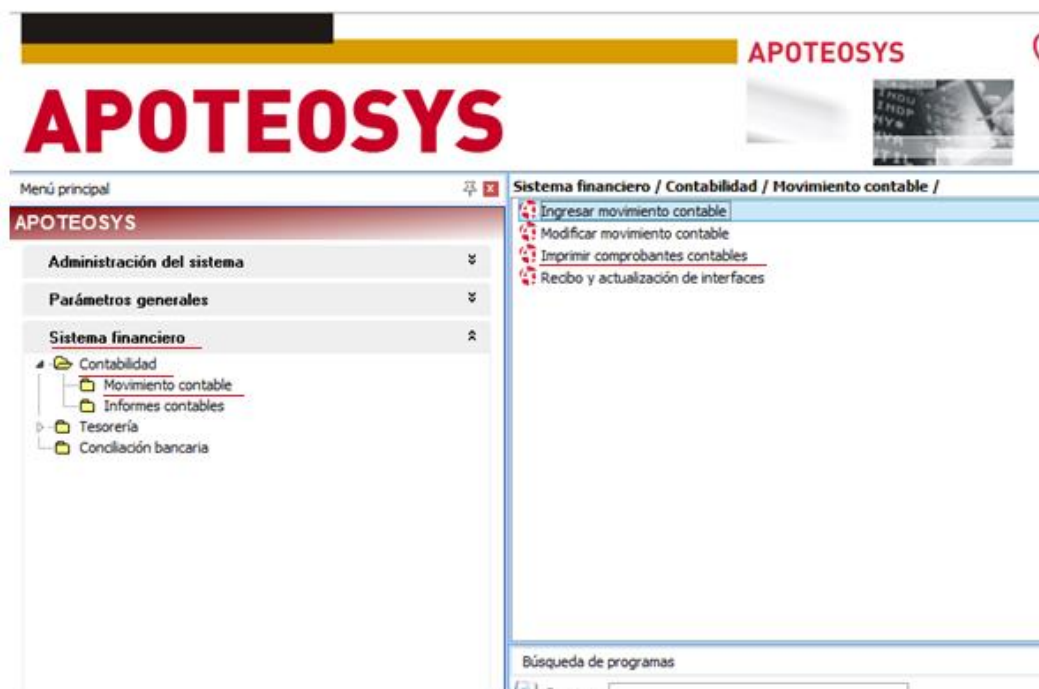 APOTEOSYS
APOTEOSYS
Menú principal
APOTEOSYS
Administración del sistema
Parámetros generales
Sistema financiero
Contabilidad
Movimiento contable
Informes contables
Tesorería
Conciliación bancaria
Sistema financiero / Contabilidad / Movimiento contable /
Ingresar movimiento contable
Modificar movimiento contable
Imprimir comprobantes contables
Recibo y actualización de interfaces
Búsqueda de programas